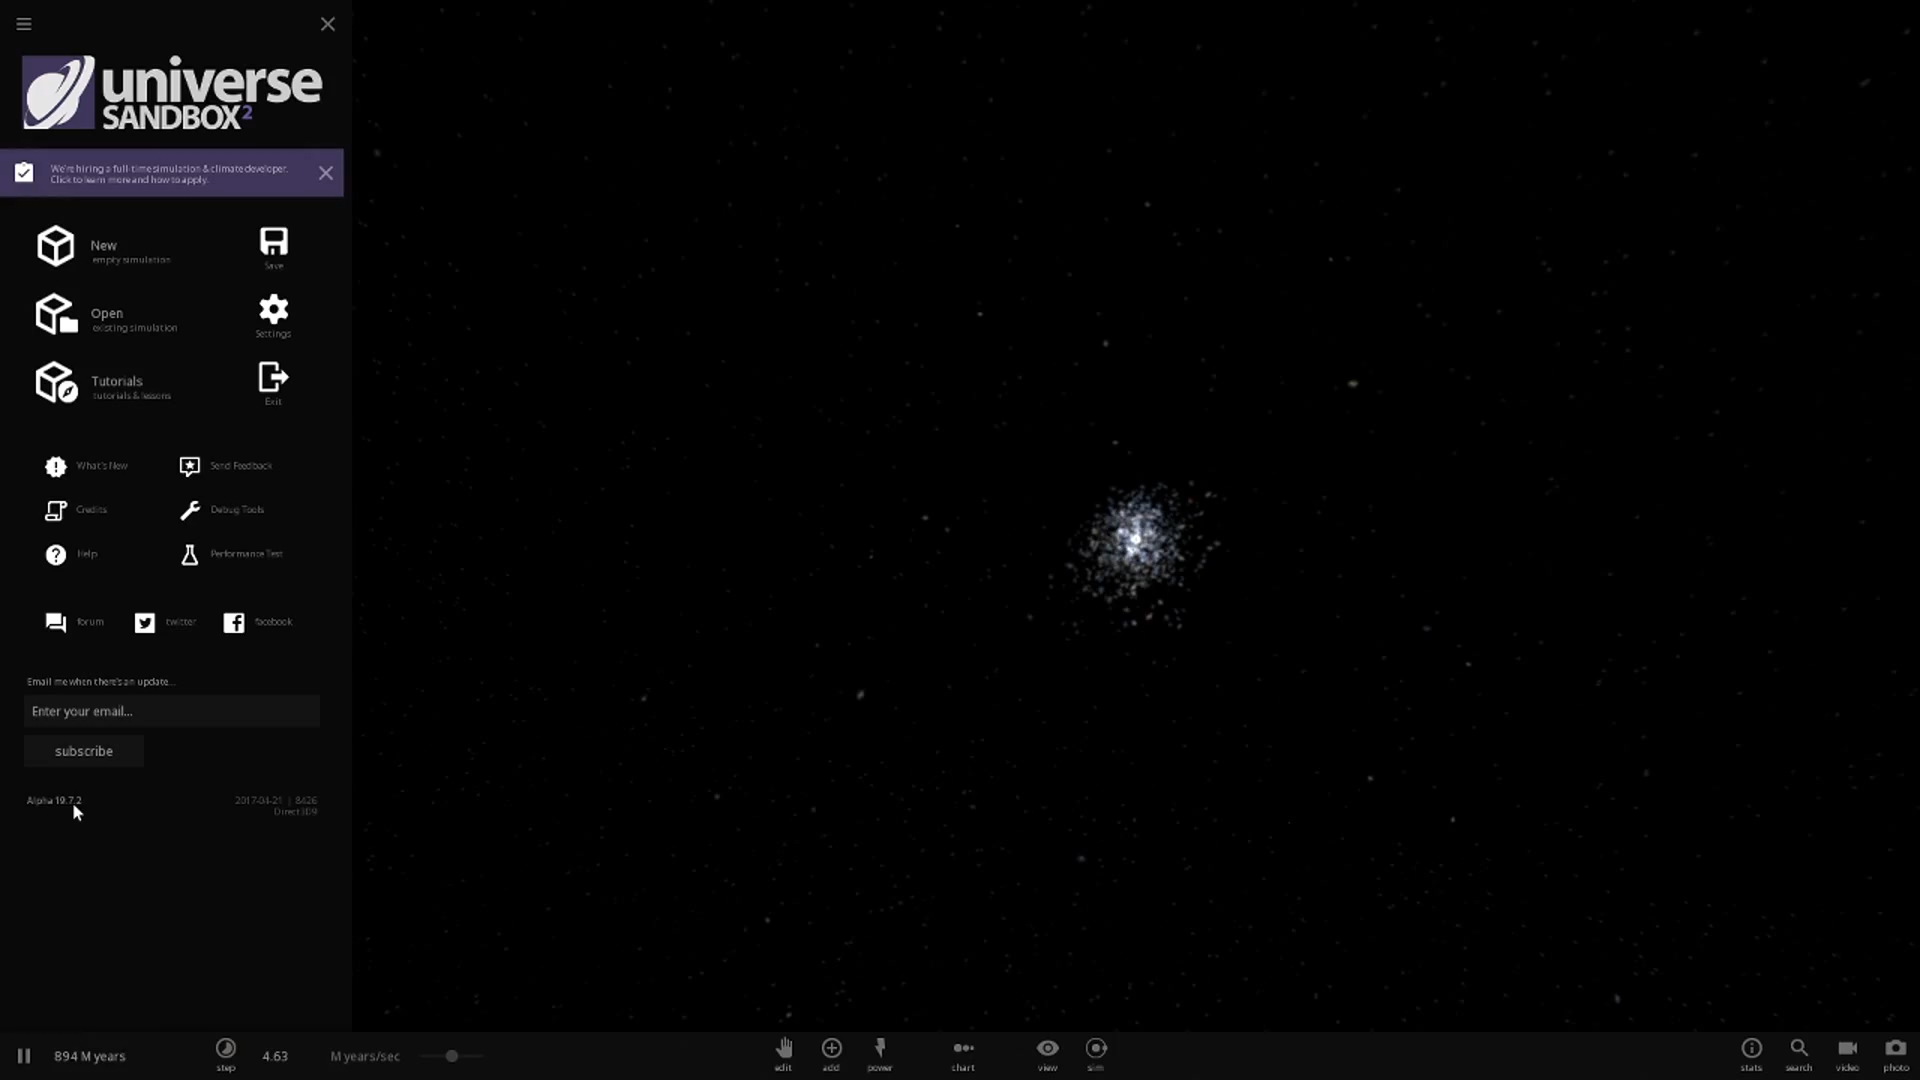 universe
SANDBOX²
We're hiring a full-time simulation & climate developer.
Click to learn more and how to apply.
New
empty simulation
Save
Open
existing simulation
Settings
Tutorials
tutorials & lessons
Exit
What's New
Send Feedback
Credits
Debug Tools
Help
Performance Test
forum
twitter
facebook
Email me when there's an update...
Enter your email...
subscribe
Alpha 19.7.2
2017-04-21 | 8426
Direct3D9
894 M years
step
4.63
M years/sec
edit
add
power
chart
view
sim
stats
search
video
photo